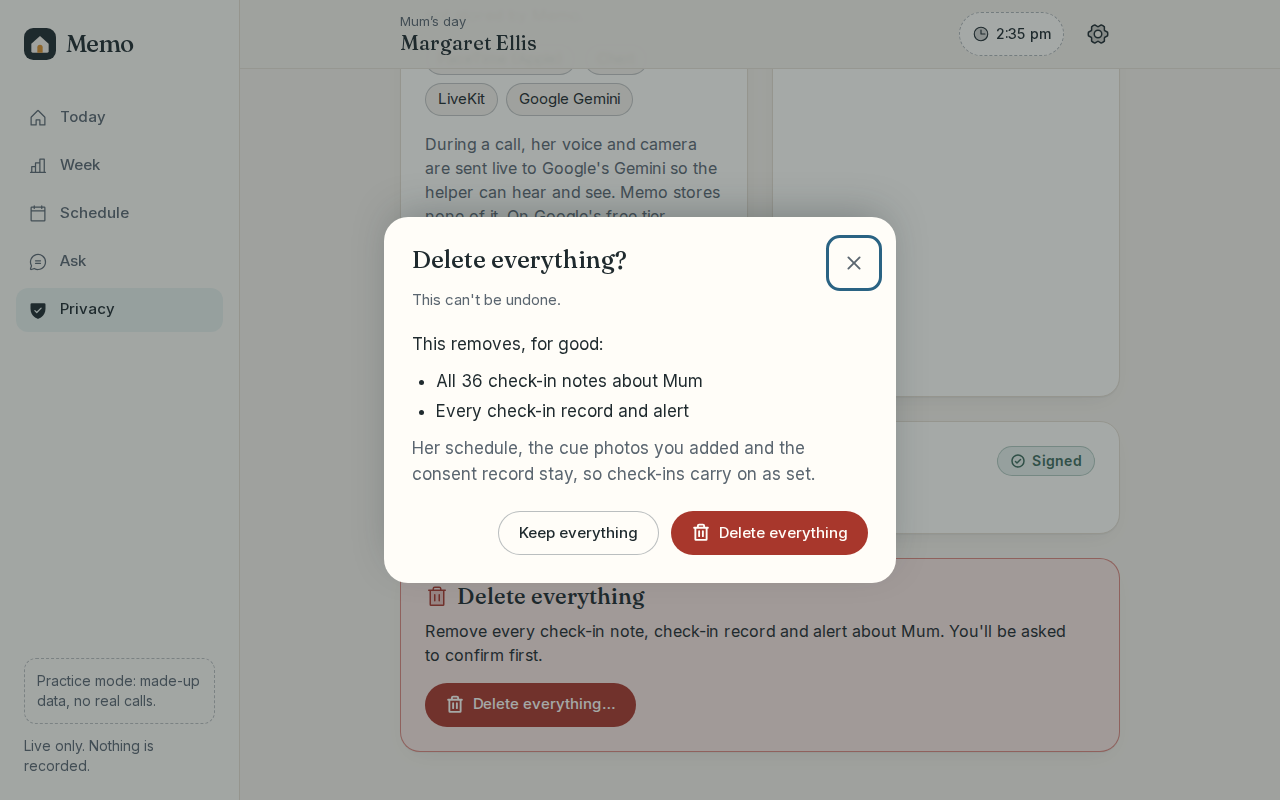 Memo
Today
Week
Schedule
Ask
Privacy
Practice mode: made-up
data, no real calls.
Live only. Nothing is
recorded.
Mum's day
Margaret Ellis
2:35 pm
LiveKit
Google Gemini
During a call, her voice and camera
are sent live to Google's Gemini so the
helper can hear and see. Memo stores
none of it. On Google's free tier
Delete everything?
This can't be undone.
This removes, for good:
• All 36 check-in notes about Mum
• Every check-in record and alert
Her schedule, the cue photos you added and the
consent record stay, so check-ins carry on as set.
Keep everything
Delete everything
Signed
Delete everything
Remove every check-in note, check-in record and alert about Mum. You'll be asked
to confirm first.
Delete everything...